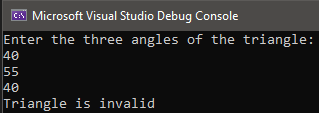 Microsoft Visual Studio Debug Console
Enter the three angles of the triangle:
40
55
40
Triangle is invalid